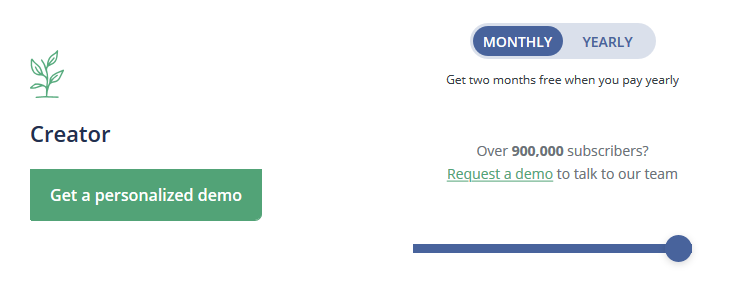 MONTHLY YEARLY
Get two months free when you pay yearly
Creator
Get a personalized demo
Over 900,000 subscribers?
Request a demo to talk to our team